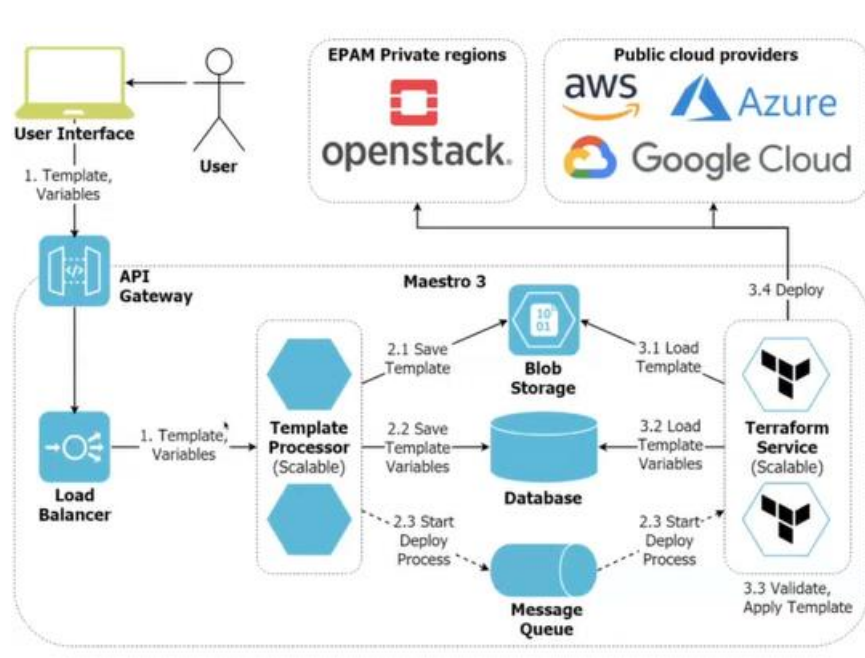 EPAM Private regions
openstack.
Public cloud providers
aws
Azure
Google Cloud
User Interface
User
1. Template,
Variables
API
Gateway
Maestro 3
3.4 Deploy
10
01
Blob
Storage
2.1 Save
Template
3.1 Load
Template
Template
Processor
(Scalable)
1. Template,
Variables
2.2 Save
Template
Variables
3.2 Load
Template
Variables
Terraform
Service
(Scalable)
Load
Balancer
Database
2.3 Start
Deploy
Process
2.3 Start
Deploy
Process
Message
Queue
3.3 Validate,
Apply Template